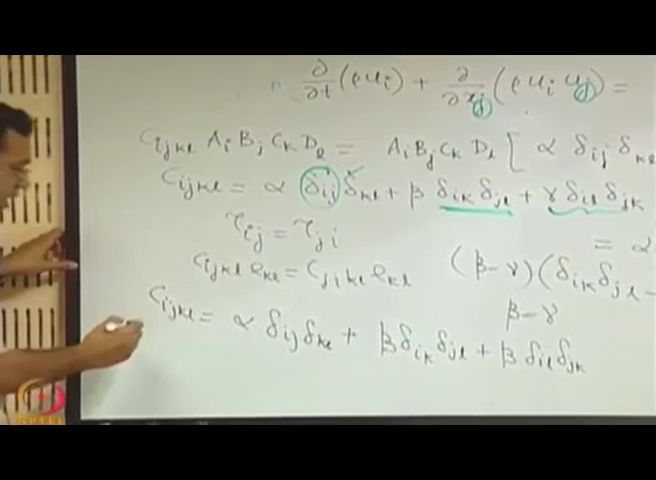 ∂/∂t (ρu_i) + ∂/∂x_j (ρu_i u_j) =
C_ijkl A_i B_j C_k D_l = A_i B_j C_k D_l [ α δ_ij δ_kl
C_ijkl = α δ_ij δ_kl + β δ_ik δ_jl + γ δ_il δ_jk
τ_ij = τ_ji
= α
C_ijkl e_kl = C_jikl e_kl (β-γ)(δ_ik δ_jl -
β-γ
C_ijkl = α δ_ij δ_kl + β δ_ik δ_jl + β δ_il δ_jk